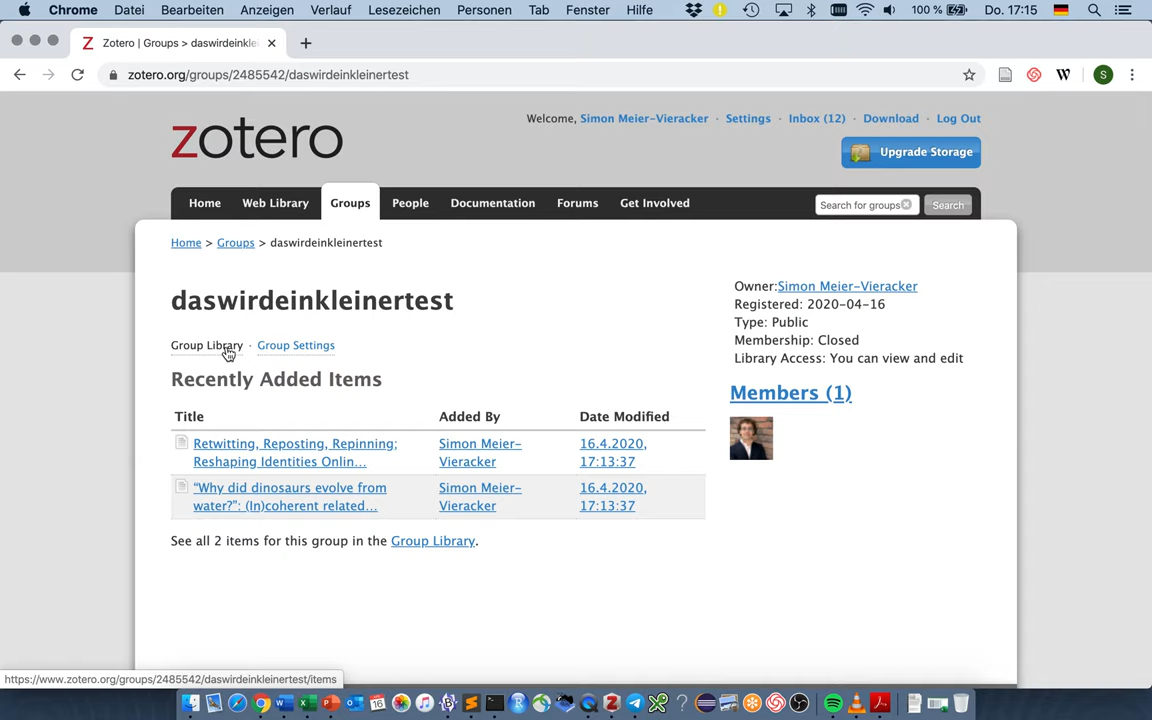 Chrome Datei Bearbeiten Anzeigen Verlauf Lesezeichen Personen Tab Fenster Hilfe 100 % Do. 17:15
Zotero | Groups > daswirdeinkle
zotero.org/groups/2485542/daswirdeinkleinertest W S
Welcome, Simon Meier-Vieracker · Settings · Inbox (12) · Download · Log Out
zotero
Upgrade Storage
Home Web Library Groups People Documentation Forums Get Involved Search for groups Search
Home > Groups > daswirdeinkleinertest
daswirdeinkleinertest
Group Library · Group Settings
Recently Added Items
Title Added By Date Modified
Retwitting, Reposting, Repinning; Simon Meier- 16.4.2020,
Reshaping Identities Onlin… Vieracker 17:13:37
“Why did dinosaurs evolve from Simon Meier- 16.4.2020,
water?”: (In)coherent related… Vieracker 17:13:37
See all 2 items for this group in the Group Library.
Owner:Simon Meier-Vieracker
Registered: 2020-04-16
Type: Public
Membership: Closed
Library Access: You can view and edit
Members (1)
https://www.zotero.org/groups/2485542/daswirdeinkleinertest/items